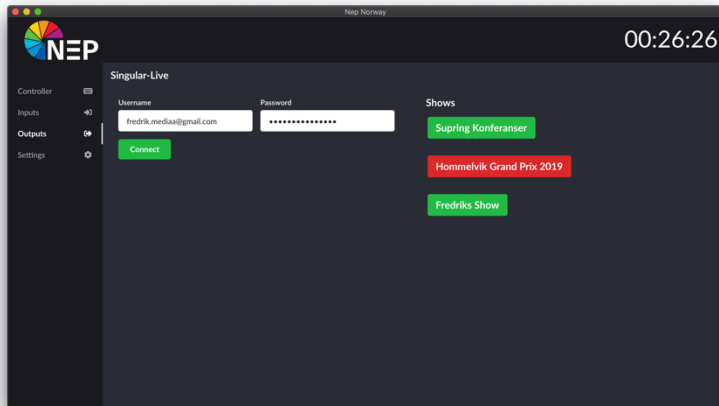 Nep Norway
NEP
00:26:26
Controller
Inputs
Outputs
Settings
Singular-Live
Username
Password
fredrik.mediaa@gmail.com
•••••••••••••••
Connect
Shows
Supring Konferanser
Hommelvik Grand Prix 2019
Fredriks Show